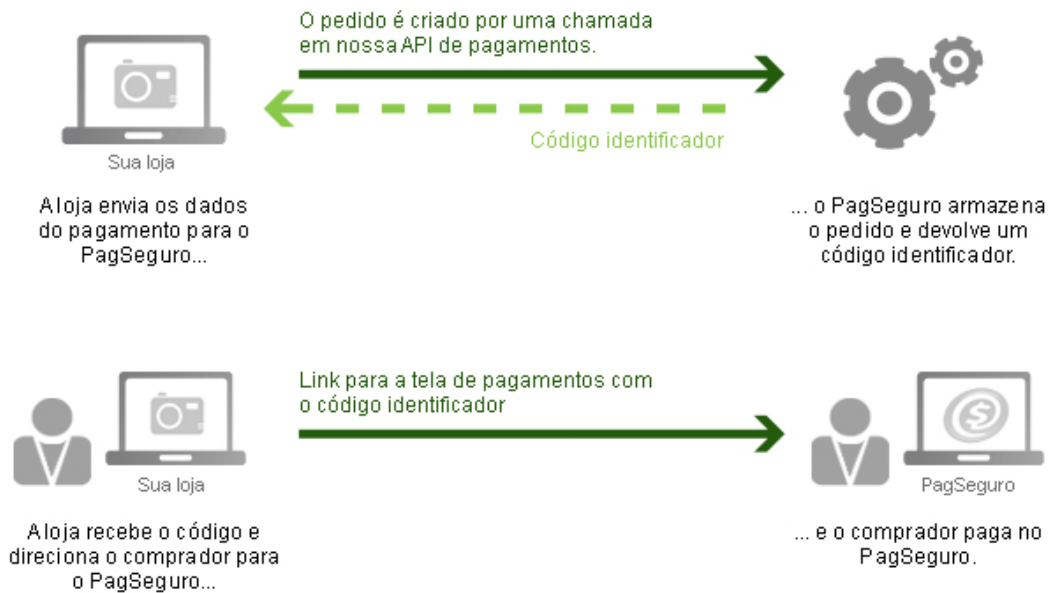 O pedido é criado por uma chamada
em nossa API de pagamentos.
Código identificador
Sua loja
A loja envia os dados
do pagamento para o
PagSeguro...
... o PagSeguro armazena
o pedido e devolve um
código identificador.
Link para a tela de pagamentos com
o código identificador
Sua loja
PagSeguro
A loja recebe o código e
direciona o comprador para
o PagSeguro...
... e o comprador paga no
PagSeguro.